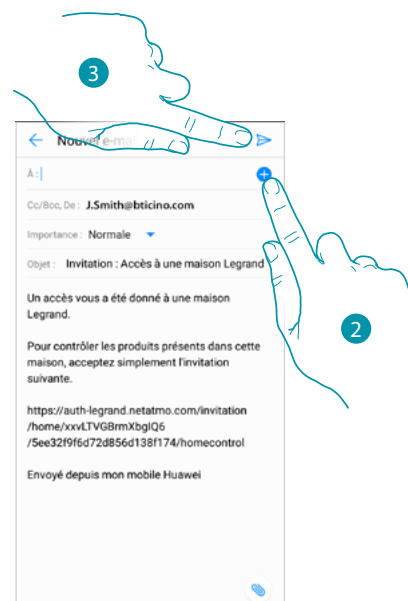 3
Nouvel e-mail
À :
Cc/Bcc, De : J.Smith@bticino.com
Importance : Normale
Objet : Invitation : Accès à une maison Legrand
Un accès vous a été donné à une maison
Legrand.
Pour contrôler les produits présents dans cette
maison, acceptez simplement l'invitation
suivante.
https://auth-legrand.netatmo.com/invitation
/home/xxvLTVGBrmXbgIQ6
/5ee32f9f6d72d856d138f174/homecontrol
Envoyé depuis mon mobile Huawei
2